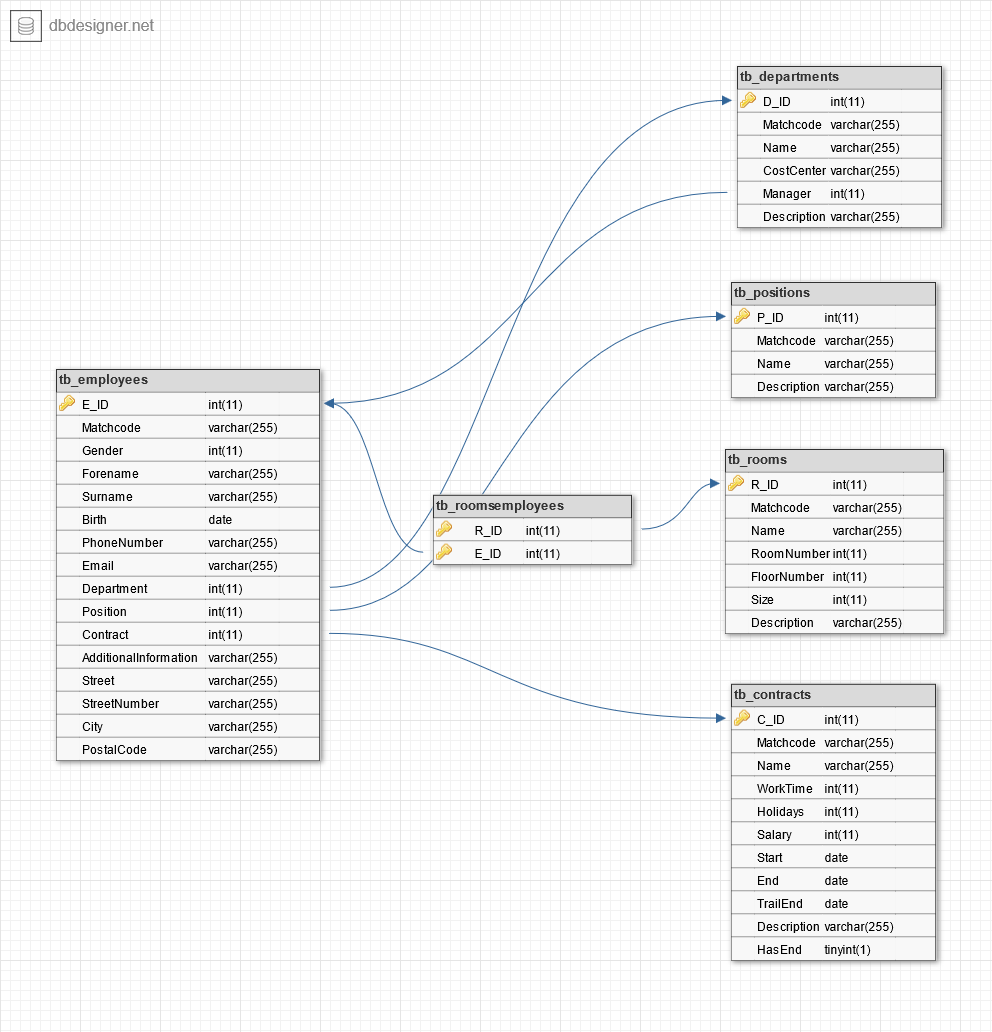 dbdesigner.net
tb_departments
D_ID int(11)
Matchcode varchar(255)
Name varchar(255)
CostCenter varchar(255)
Manager int(11)
Description varchar(255)
tb_positions
P_ID int(11)
Matchcode varchar(255)
Name varchar(255)
Description varchar(255)
tb_employees
E_ID int(11)
Matchcode varchar(255)
Gender int(11)
Forename varchar(255)
Surname varchar(255)
Birth date
PhoneNumber varchar(255)
Email varchar(255)
Department int(11)
Position int(11)
Contract int(11)
AdditionalInformation varchar(255)
Street varchar(255)
StreetNumber varchar(255)
City varchar(255)
PostalCode varchar(255)
tb_roomsemployees
R_ID int(11)
E_ID int(11)
tb_rooms
R_ID int(11)
Matchcode varchar(255)
Name varchar(255)
RoomNumber int(11)
FloorNumber int(11)
Size int(11)
Description varchar(255)
tb_contracts
C_ID int(11)
Matchcode varchar(255)
Name varchar(255)
WorkTime int(11)
Holidays int(11)
Salary int(11)
Start date
End date
TrailEnd date
Description varchar(255)
HasEnd tinyint(1)